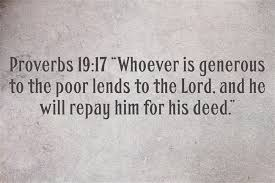 Proverbs 19:17 "Whoever is generous
to the poor lends to the Lord, and he
will repay him for his deed."